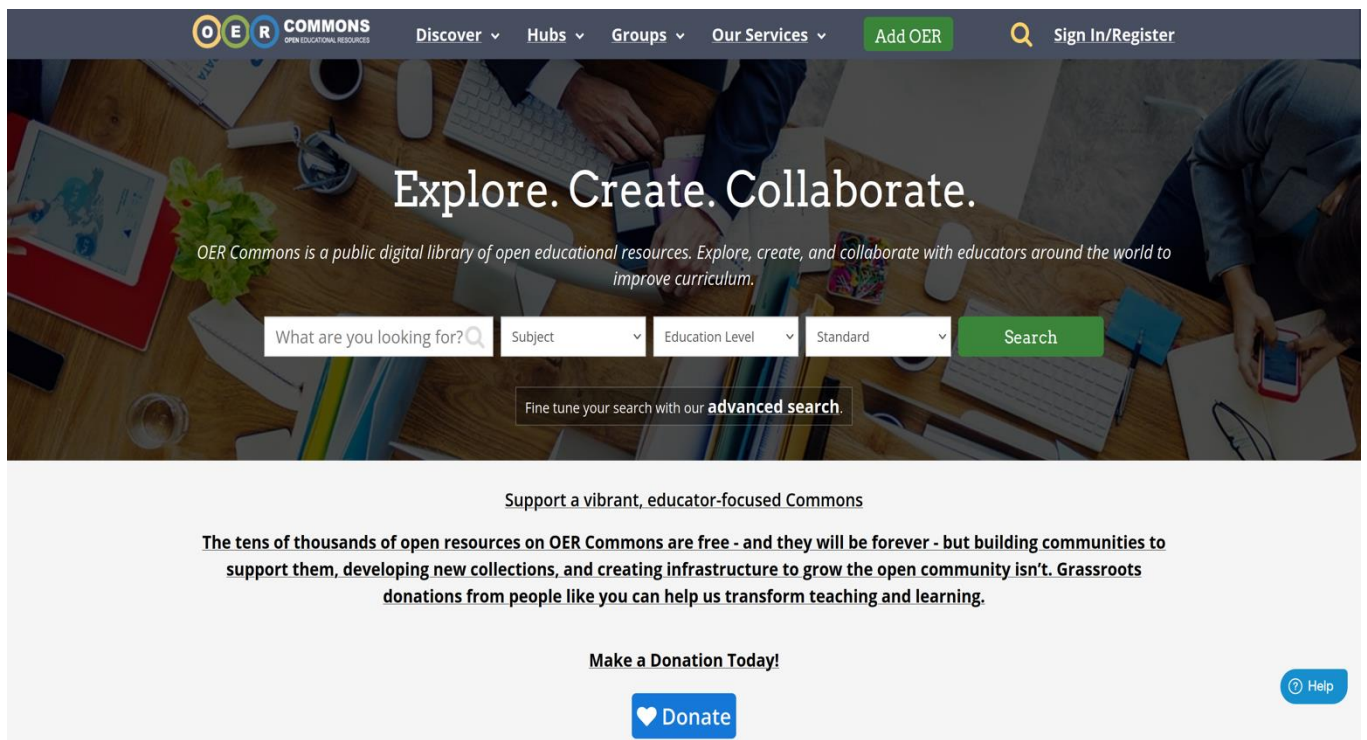 OER COMMONS
OPEN EDUCATIONAL RESOURCES
Discover Hubs Groups Our Services Add OER Sign In/Register
Explore. Create. Collaborate.
OER Commons is a public digital library of open educational resources. Explore, create, and collaborate with educators around the world to
improve curriculum.
What are you looking for? Subject Education Level Standard Search
Fine tune your search with our advanced search.
Support a vibrant, educator-focused Commons
The tens of thousands of open resources on OER Commons are free - and they will be forever - but building communities to
support them, developing new collections, and creating infrastructure to grow the open community isn't. Grassroots
donations from people like you can help us transform teaching and learning.
Make a Donation Today!
Help
Donate